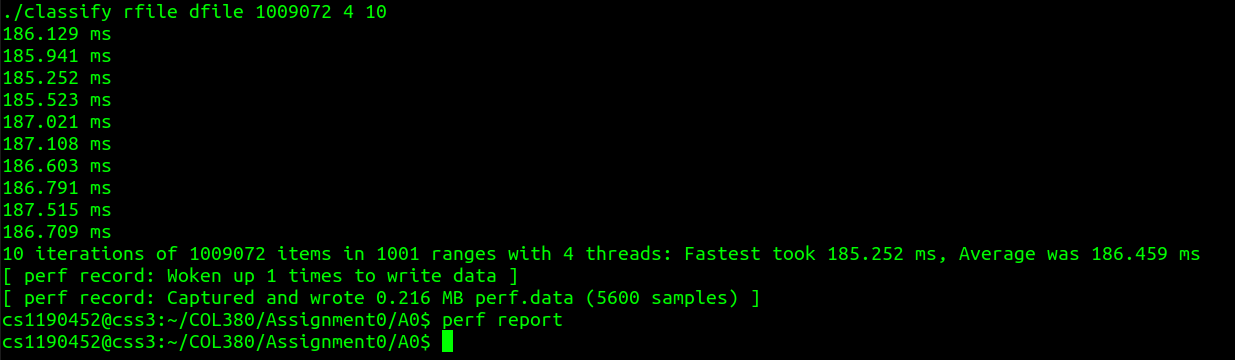 ./classify rfile dfile 1009072 4 10
186.129 ms
185.941 ms
185.252 ms
185.523 ms
187.021 ms
187.108 ms
186.603 ms
186.791 ms
187.515 ms
186.709 ms
10 iterations of 1009072 items in 1001 ranges with 4 threads: Fastest took 185.252 ms, Average was 186.459 ms
[ perf record: Woken up 1 times to write data ]
[ perf record: Captured and wrote 0.216 MB perf.data (5600 samples) ]
cs1190452@css3:~/COL380/Assignment0/A0$ perf report
cs1190452@css3:~/COL380/Assignment0/A0$